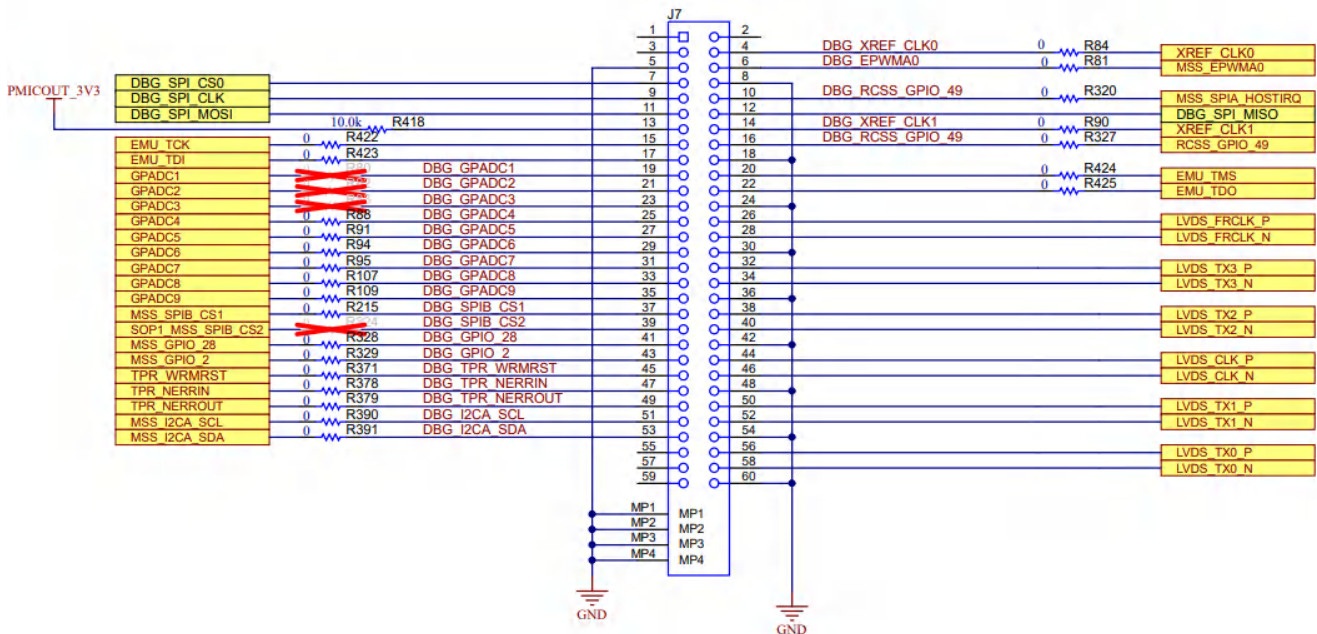 J7
1 2
3 4 DBG_XREF_CLK0 0 R84 XREF_CLK0
5 6 DBG_EPWMA0 0 R81 MSS_EPWMA0
DBG_SPI_CS0 7 8
PMICOUT_3V3 DBG_SPI_CLK 9 10 DBG_RCSS_GPIO_49 0 R320 MSS_SPIA_HOSTIRQ
DBG_SPI_MOSI 11 12 DBG_SPI_MISO
10.0k R418 13 14 DBG_XREF_CLK1 0 R90 XREF_CLK1
EMU_TCK 0 R422 15 16 DBG_RCSS_GPIO_49 0 R327 RCSS_GPIO_49
EMU_TDI 0 R423 17 18
GPADC1 DBG_GPADC1 19 20 0 R424 EMU_TMS
GPADC2 DBG_GPADC2 21 22 0 R425 EMU_TDO
GPADC3 DBG_GPADC3 23 24
GPADC4 0 R88 DBG_GPADC4 25 26 LVDS_FRCLK_P
GPADC5 0 R91 DBG_GPADC5 27 28 LVDS_FRCLK_N
GPADC6 0 R94 DBG_GPADC6 29 30
GPADC7 0 R95 DBG_GPADC7 31 32 LVDS_TX3_P
GPADC8 0 R107 DBG_GPADC8 33 34 LVDS_TX3_N
GPADC9 0 R109 DBG_GPADC9 35 36
MSS_SPIB_CS1 0 R215 DBG_SPIB_CS1 37 38 LVDS_TX2_P
SOP1_MSS_SPIB_CS2 DBG_SPIB_CS2 39 40 LVDS_TX2_N
MSS_GPIO_28 0 R328 DBG_GPIO_28 41 42
MSS_GPIO_2 0 R329 DBG_GPIO_2 43 44 LVDS_CLK_P
TPR_WRMRST 0 R371 DBG_TPR_WRMRST 45 46 LVDS_CLK_N
TPR_NERRIN 0 R378 DBG_TPR_NERRIN 47 48
TPR_NERROUT 0 R379 DBG_TPR_NERROUT 49 50 LVDS_TX1_P
MSS_I2CA_SCL 0 R390 DBG_I2CA_SCL 51 52 LVDS_TX1_N
MSS_I2CA_SDA 0 R391 DBG_I2CA_SDA 53 54
55 56 LVDS_TX0_P
57 58 LVDS_TX0_N
59 60
MP1 MP1
MP2 MP2
MP3 MP3
MP4 MP4
GND
GND